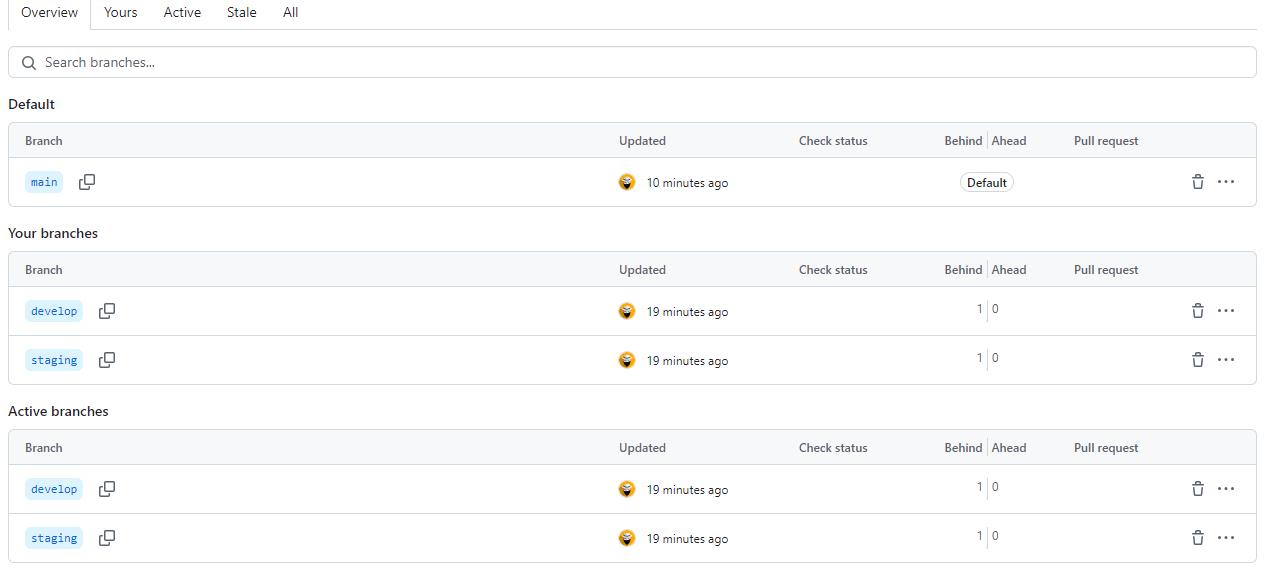 Overview Yours Active Stale All
Search branches...
Default
Branch Updated Check status Behind Ahead Pull request
main 10 minutes ago Default
Your branches
Branch Updated Check status Behind Ahead Pull request
develop 19 minutes ago 1 0
staging 19 minutes ago 1 0
Active branches
Branch Updated Check status Behind Ahead Pull request
develop 19 minutes ago 1 0
staging 19 minutes ago 1 0